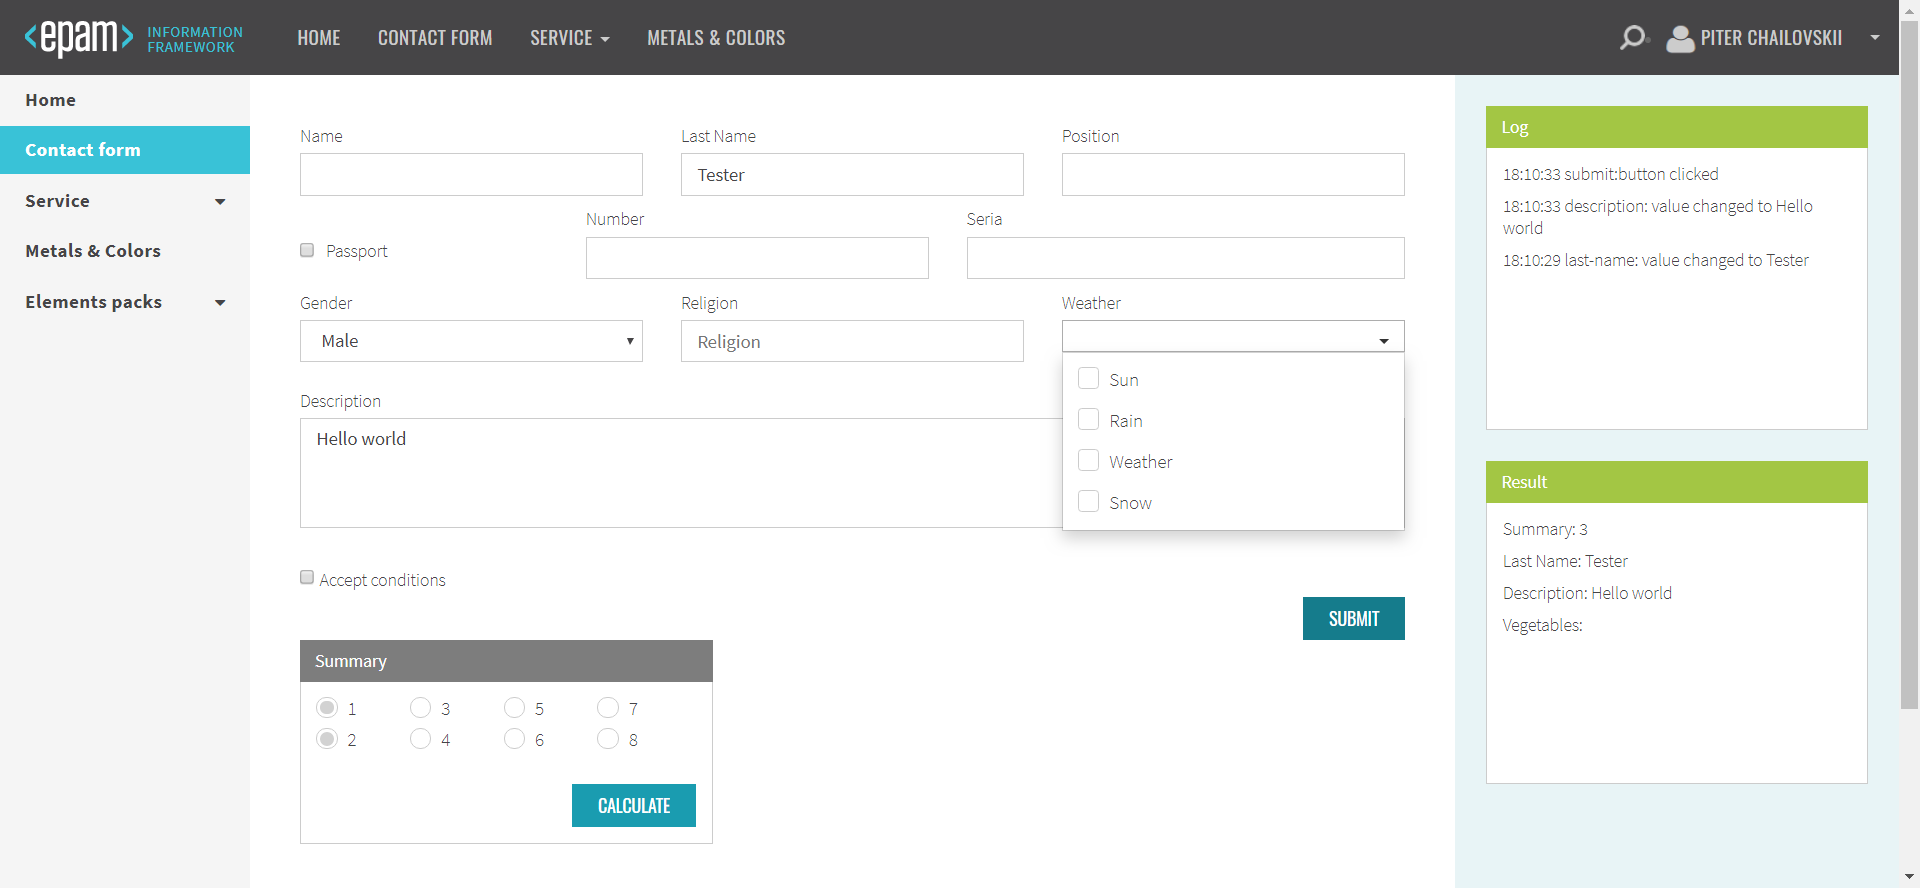 <epam>
INFORMATION
FRAMEWORK
HOME
CONTACT FORM
SERVICE
METALS & COLORS
PITER CHAILOVSKII
Home
Contact form
Service
Metals & Colors
Elements packs
Name
Last Name
Position
Tester
Number
Seria
Passport
Gender
Religion
Weather
Male
Religion
Sun
Rain
Weather
Snow
Description
Hello world
Accept conditions
SUBMIT
Summary
1
3
5
7
2
4
6
8
CALCULATE
Log
18:10:33 submit:button clicked
18:10:33 description: value changed to Hello
world
18:10:29 last-name: value changed to Tester
Result
Summary: 3
Last Name: Tester
Description: Hello world
Vegetables: